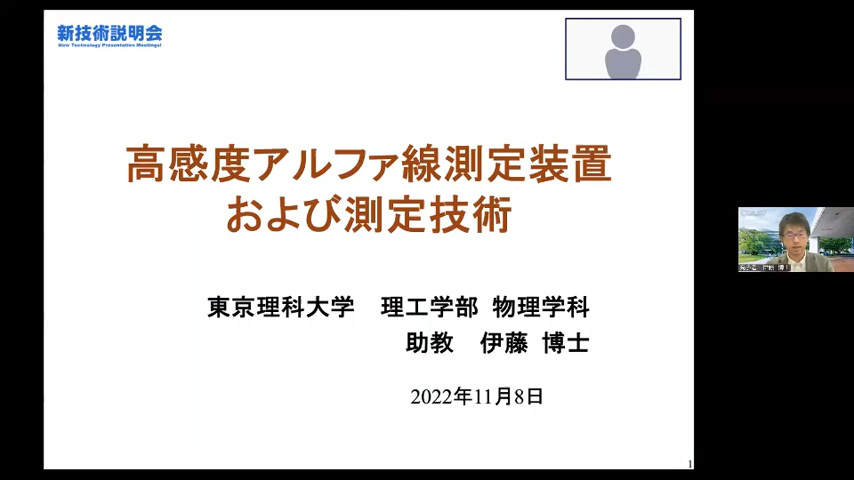 新技術説明会
New Technology Presentation Meetings!
高感度アルファ線測定装置
および測定技術
東京理科大学 理工学部 物理学科
助教 伊藤 博士
2022年11月8日
1